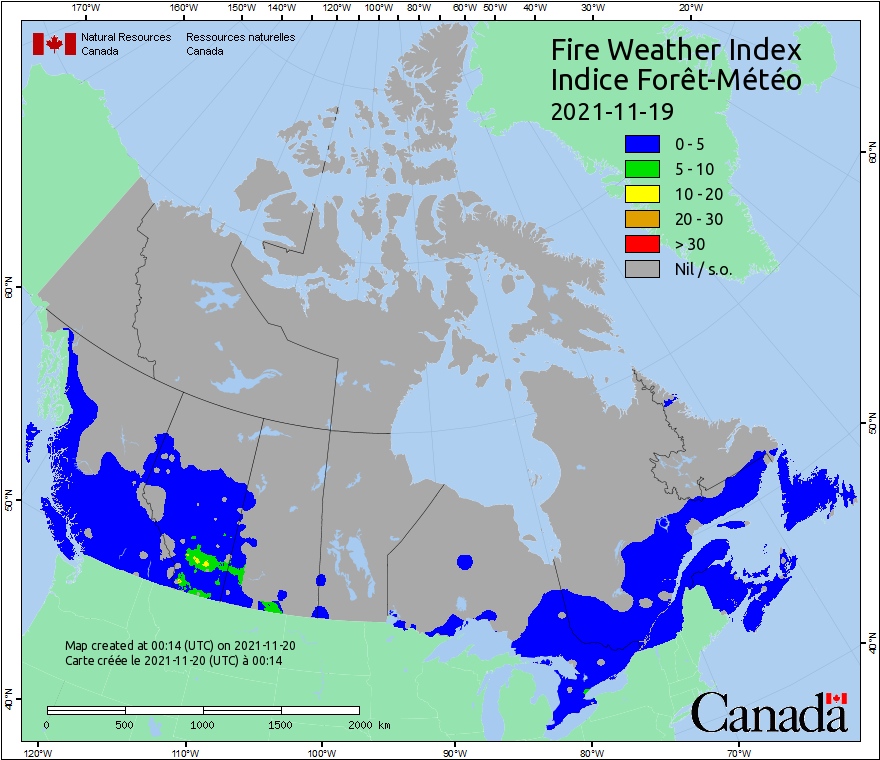 170°W 160°W 150°W 140°W 120°W 100°W 80°W 60°W 50°W 40°W 30°W 20°W
Natural Resources Ressources naturelles
Canada Canada
Fire Weather Index
Indice Forêt-Météo
2021-11-19
0 - 5
5 - 10
10 - 20
20 - 30
> 30
Nil / s.o.
60°N
60°N
50°N
50°N
40°N
40°N
Map created at 00:14 (UTC) on 2021-11-20
Carte créée le 2021-11-20 (UTC) à 00:14
0 500 1000 1500 2000 km
Canada
120°W 110°W 100°W 90°W 80°W 70°W